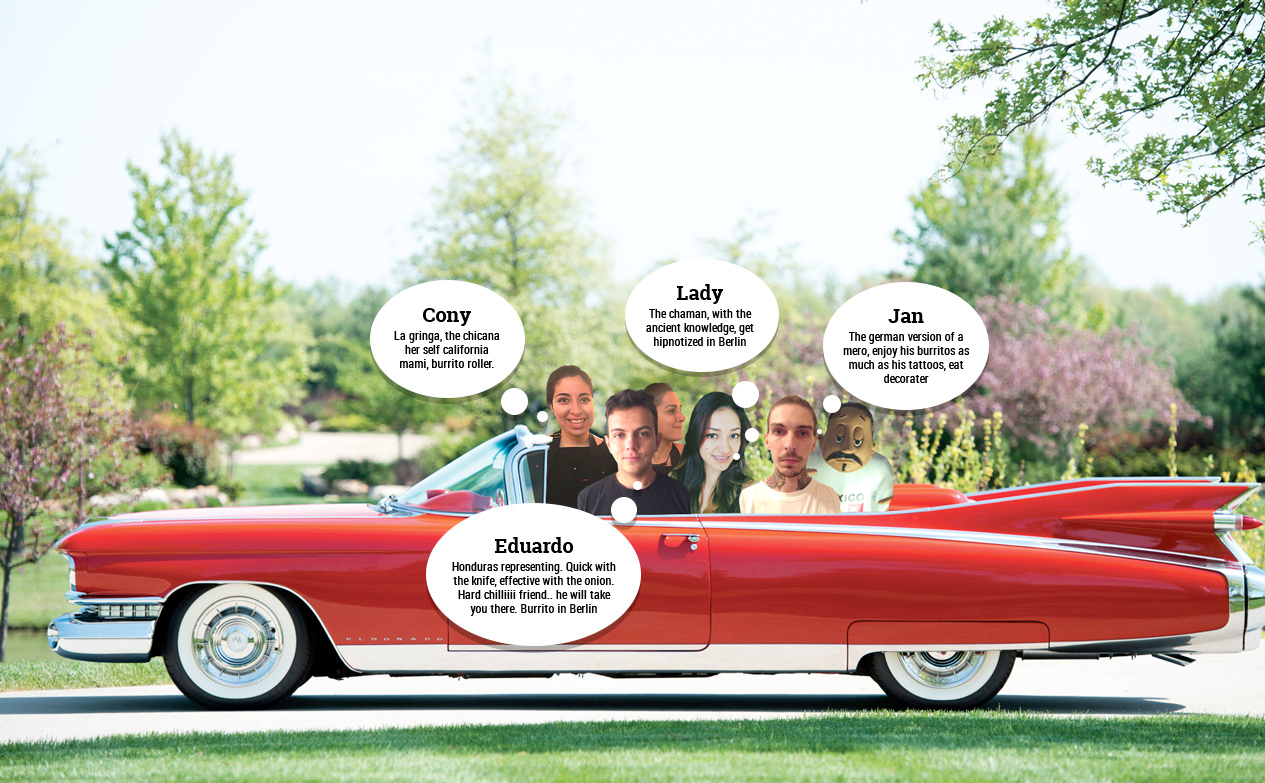 Lady
The chaman, with the
ancient knowledge, get
hipnotized in Berlin
Cony
La gringa, the chicana
her self california
mami, burrito roller.
Jan
The german version of a
mero, enjoy his burritos as
much as his tattoos, eat
decorater
XICO
Eduardo
Honduras representing. Quick with
the knife, effective with the onion.
Hard chilliiii friend.. he will take
you there. Burrito in Berlin
ELDORADO